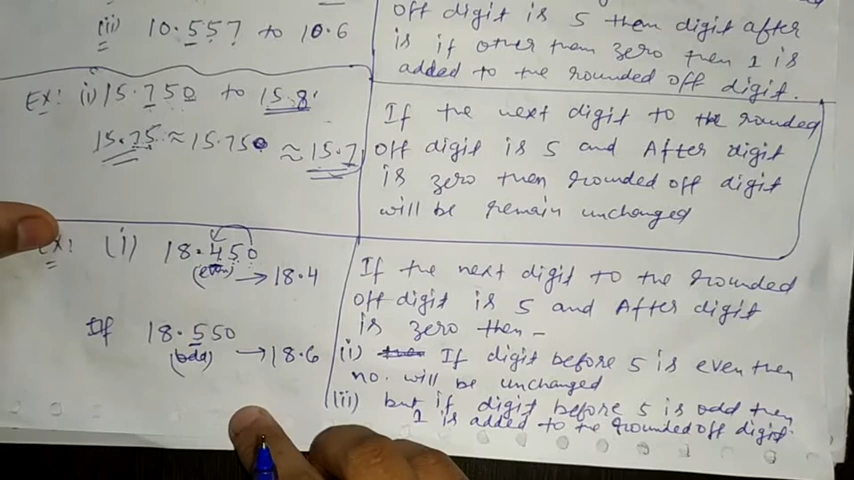 (ii) 10.557 to 10.6
off digit is 5 then digit after
is if other them zero then 1 is
added to the rounded off digit.
Ex: (i) 15.750 to 15.8
15.75 ≈ 15.750 ≈ 15.7
If the next digit to the rounded
off digit is 5 and After digit
is zero then rounded off digit
will be remain unchanged
Ex: (i) 18.450
(even) → 18.4
If 18.550
(odd) → 18.6
If the next digit to the rounded
off digit is 5 and After digit
is zero then -
(i) If digit before 5 is even then
no. will be unchanged
(ii) but if digit before 5 is odd then
1 is added to the rounded off digit.